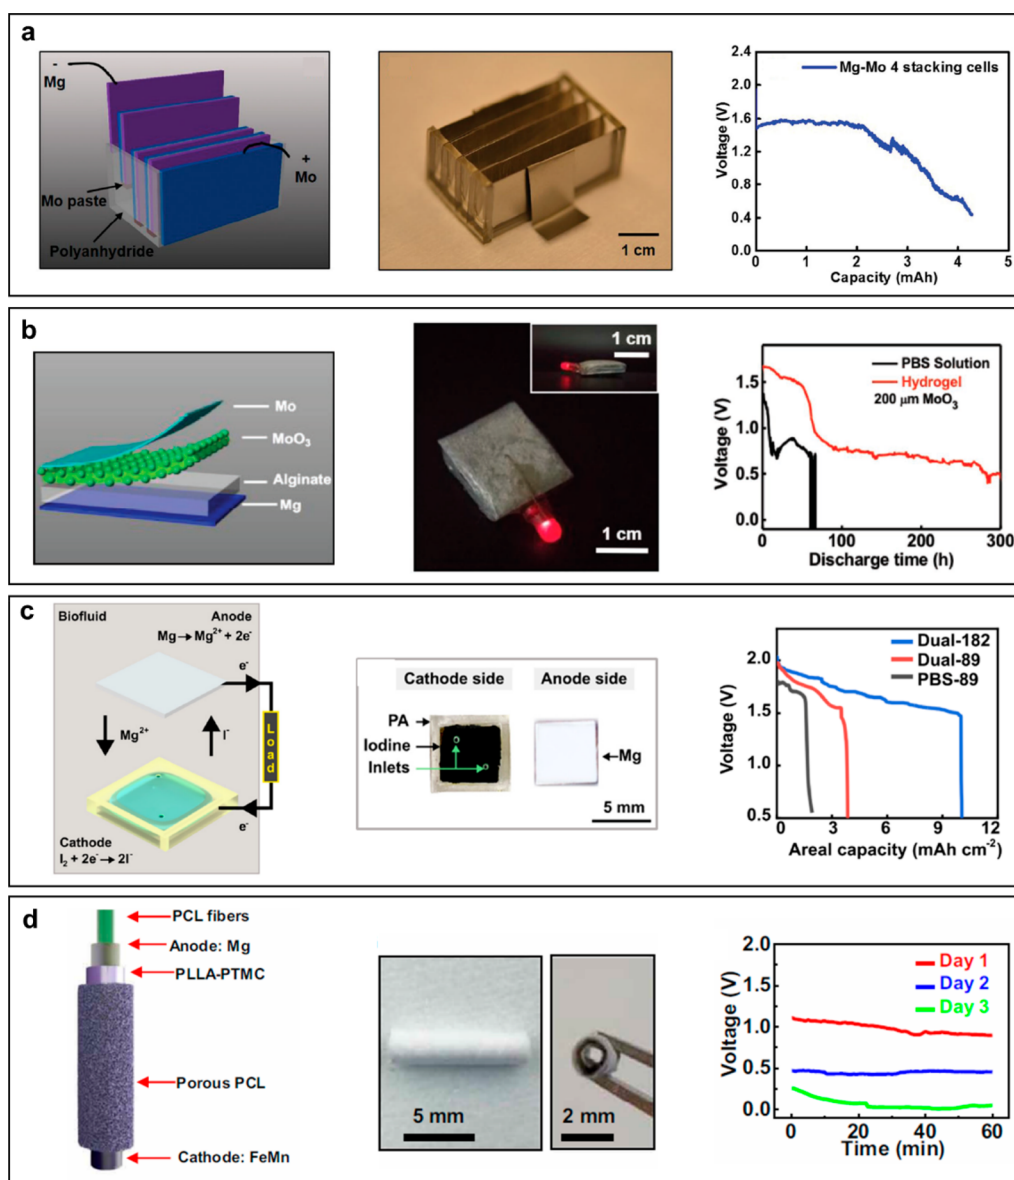 a
-
Mg
+
Mo
Mo paste
Polyanhydride
1 cm
2.4
2.0
1.6
1.2
0.8
0.4
0.0
Voltage (V)
Mg-Mo 4 stacking cells
0 1 2 3 4 5
Capacity (mAh)
b
Mo
MoO₃
Alginate
Mg
1 cm
1 cm
1.5
1.0
0.5
0.0
Voltage (V)
PBS Solution
Hydrogel
200 μm MoO₃
0 100 200 300
Discharge time (h)
c
Biofluid
Anode
Mg→Mg²⁺ + 2e⁻
e⁻
Mg²⁺
I⁻
Load
e⁻
Cathode
I₂ + 2e⁻→ 2I⁻
Cathode side
Anode side
PA
Iodine
Inlets
Mg
5 mm
2.0
1.5
1.0
0.5
Voltage (V)
Dual-182
Dual-89
PBS-89
0 3 6 9 12
Areal capacity (mAh cm⁻²)
d
PCL fibers
Anode: Mg
PLLA-PTMC
Porous PCL
Cathode: FeMn
5 mm
2 mm
2.0
1.5
1.0
0.5
0.0
Voltage (V)
Day 1
Day 2
Day 3
0 20 40 60
Time (min)